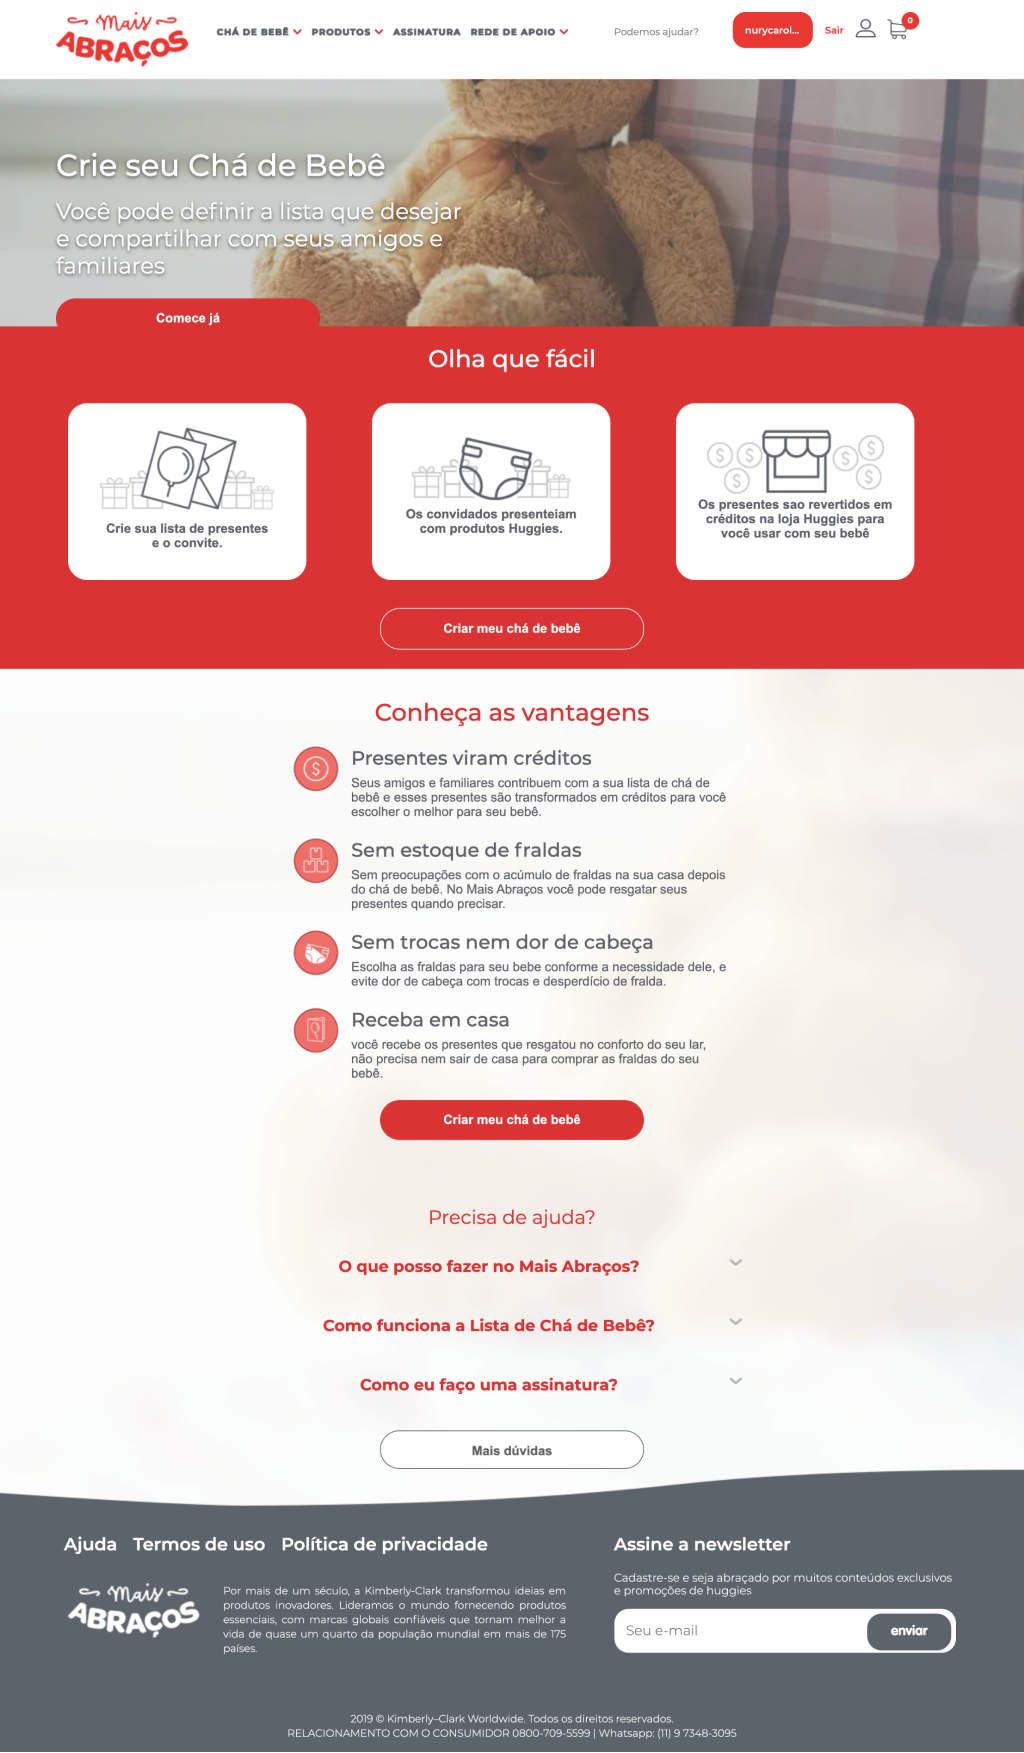 Mais
ABRAÇOS
CHÁ DE BEBÊ PRODUTOS ASSINATURA REDE DE APOIO
Podemos ajudar?
nurycarol...
Sair
0
Crie seu Chá de Bebê
Você pode definir a lista que desejar
e compartilhar com seus amigos e
familiares
Comece já
Olha que fácil
Crie sua lista de presentes
e o convite.
Os convidados presenteiam
com produtos Huggies.
Os presentes sao revertidos em
créditos na loja Huggies para
você usar com seu bebê
Criar meu chá de bebê
Conheça as vantagens
Presentes viram créditos
Seus amigos e familiares contribuem com a sua lista de chá de
bebê e esses presentes são transformados em créditos para você
escolher o melhor para seu bebê.
Sem estoque de fraldas
Sem preocupações com o acúmulo de fraldas na sua casa depois
do chá de bebê. No Mais Abraços você pode resgatar seus
presentes quando precisar.
Sem trocas nem dor de cabeça
Escolha as fraldas para seu bebe conforme a necessidade dele, e
evite dor de cabeça com trocas e desperdício de fralda.
Receba em casa
você recebe os presentes que resgatou no conforto do seu lar,
não precisa nem sair de casa para comprar as fraldas do seu
bebê.
Criar meu chá de bebê
Precisa de ajuda?
O que posso fazer no Mais Abraços?
Como funciona a Lista de Chá de Bebê?
Como eu faço uma assinatura?
Mais dúvidas
Ajuda Termos de uso Política de privacidade
Mais
ABRAÇOS
Por mais de um século, a Kimberly-Clark transformou ideias em
produtos inovadores. Lideramos o mundo fornecendo produtos
essenciais, com marcas globais confiáveis que tornam melhor a
vida de quase um quarto da população mundial em mais de 175
países.
Assine a newsletter
Cadastre-se e seja abraçado por muitos conteúdos exclusivos
e promoções de huggies
Seu e-mail
enviar
2019 © Kimberly–Clark Worldwide. Todos os direitos reservados.
RELACIONAMENTO COM O CONSUMIDOR 0800-709-5599 | Whatsapp: (11) 9 7348-3095